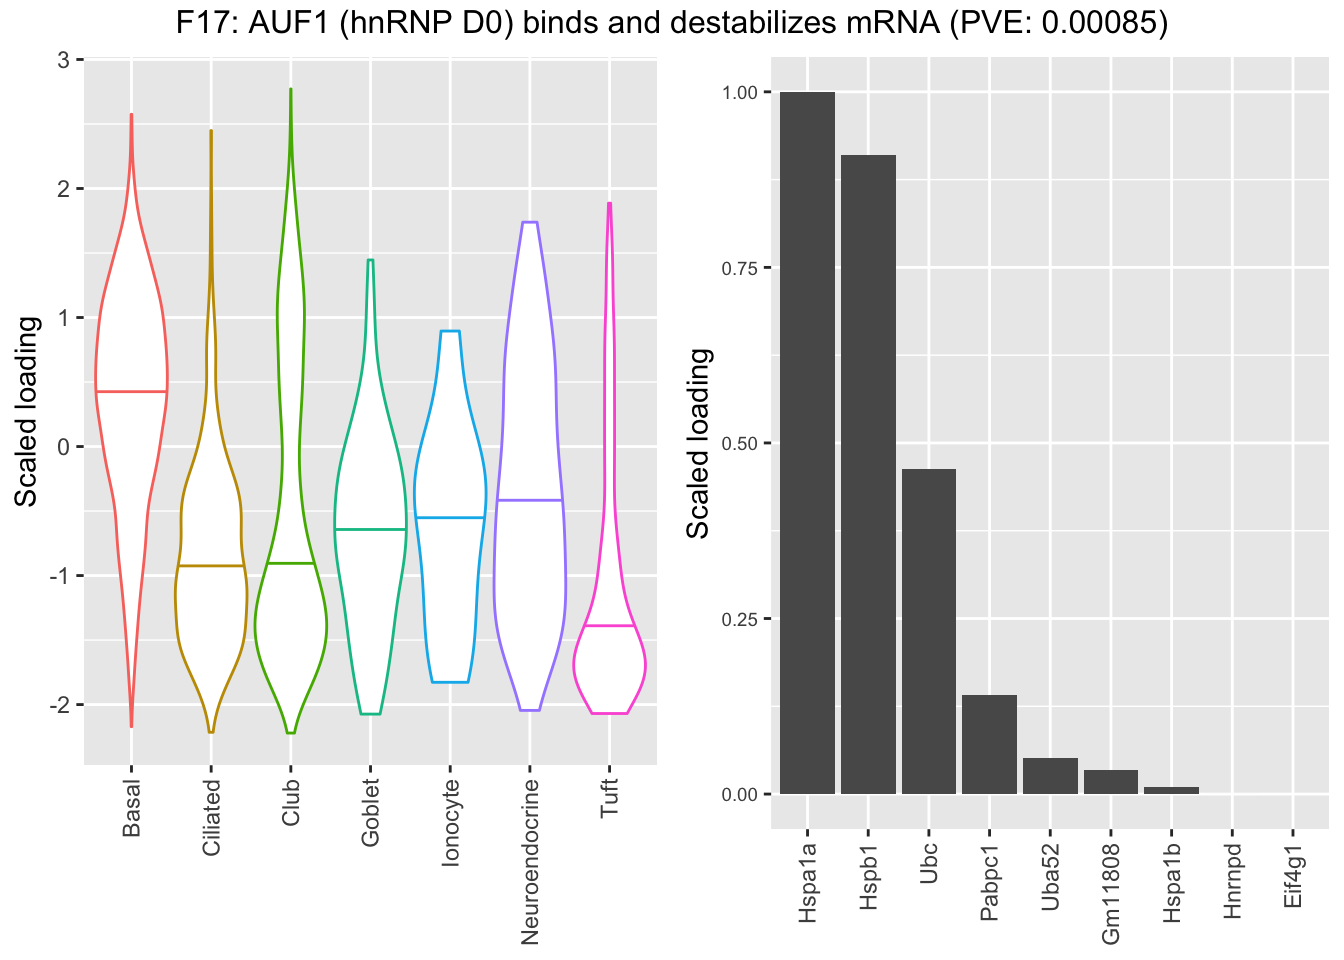 F17: AUF1 (hnRNP D0) binds and destabilizes mRNA (PVE: 0.00085)
Scaled loading
3
2
1
0
-1
-2
Basal
Ciliated
Club
Goblet
Ionocyte
Neuroendocrine
Tuft
Scaled loading
1.00
0.75
0.50
0.25
0.00
Hspa1a
Hspb1
Ubc
Pabpc1
Uba52
Gm11808
Hspa1b
Hnrnpd
Eif4g1